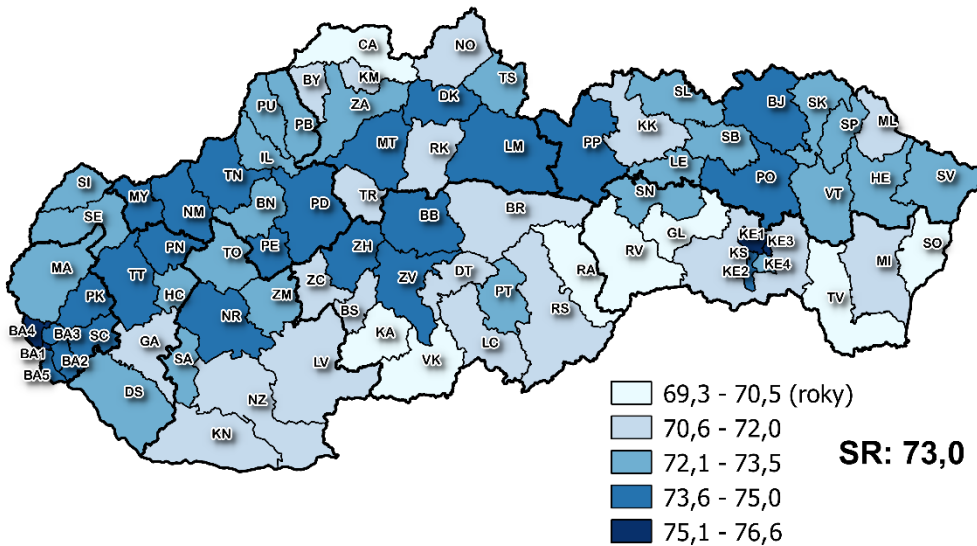 CA
NO
BY
KM
TS
PU
PB
ZA
DK
SL
BJ
SK
SP
ML
KK
SB
MT
RK
LM
PP
IL
LE
PO
VT
HE
SV
TN
SI
MY
NM
BN
PD
TR
SN
BB
BR
SE
PN
TO
PE
ZH
GL
KE1
KE3
KS
KE2
KE4
RV
RA
SO
MI
MA
TT
HC
ZM
ZC
ZV
DT
PT
RS
TV
PK
NR
BS
KA
LC
VK
BA4
BA3
SC
BA1
BA2
BA5
GA
SA
LV
DS
NZ
KN
69,3 - 70,5 (roky)
70,6 - 72,0
72,1 - 73,5
73,6 - 75,0
75,1 - 76,6
SR: 73,0